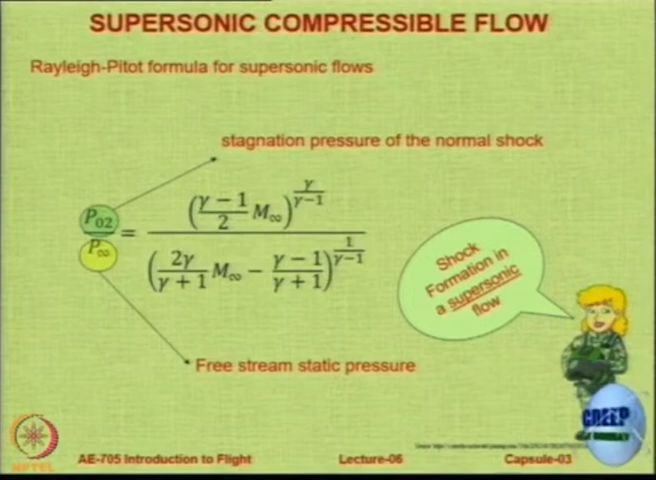 SUPERSONIC COMPRESSIBLE FLOW
Rayleigh-Pitot formula for supersonic flows
stagnation pressure of the normal shock
P₀₂/P∞ = ((γ − 1)/2 M∞)^(γ/(γ−1)) / (2γ/(γ + 1) M∞ − (γ − 1)/(γ + 1))^(1/(γ−1))
Shock
Formation in
a supersonic
flow
Free stream static pressure
NPTEL
AE-705 Introduction to Flight
Lecture-06
Capsule-03